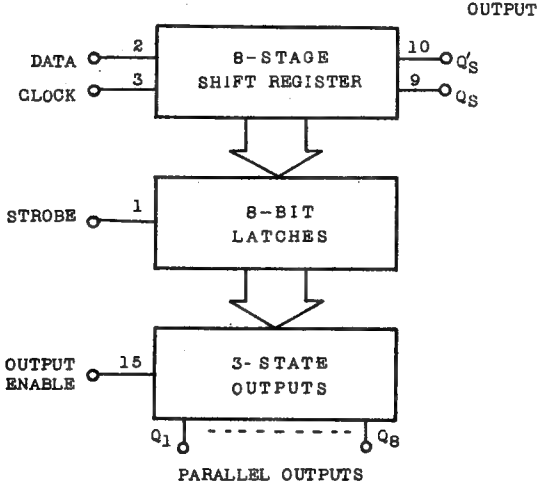 OUTPUT
DATA 2 8-STAGE 10 Q'S
CLOCK 3 SHIFT REGISTER 9 QS
STROBE 1 8-BIT
LATCHES
OUTPUT 15 3-STATE
ENABLE OUTPUTS
Q1 Q8
PARALLEL OUTPUTS